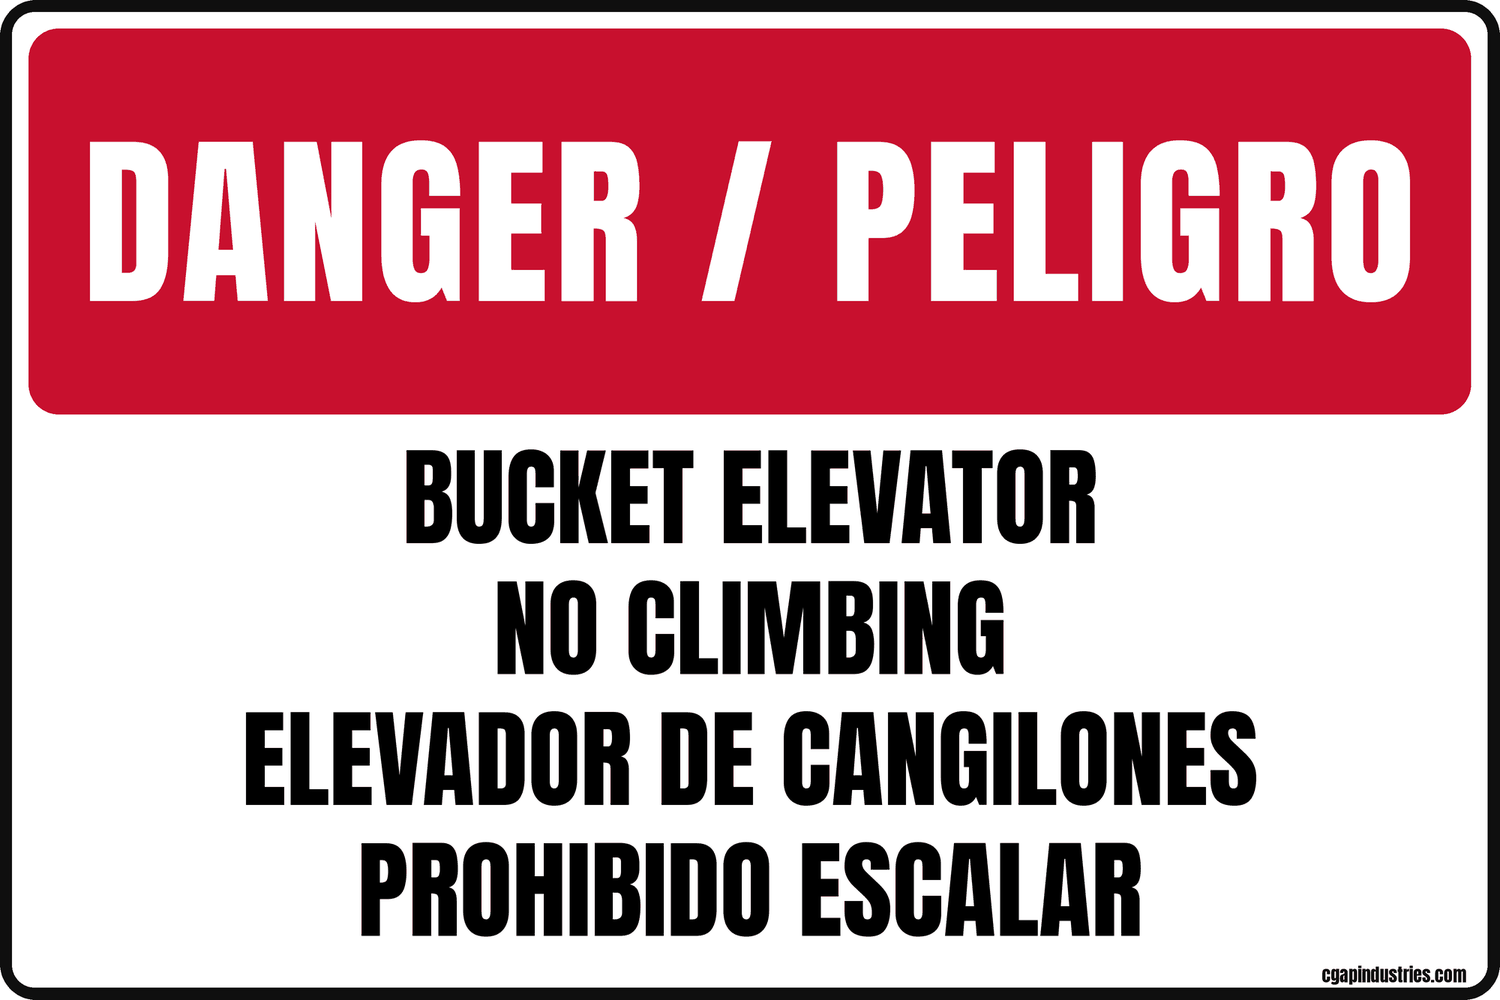 DANGER / PELIGRO
BUCKET ELEVATOR
NO CLIMBING
ELEVADOR DE CANGILONES
PROHIBIDO ESCALAR
cgapindustries.com